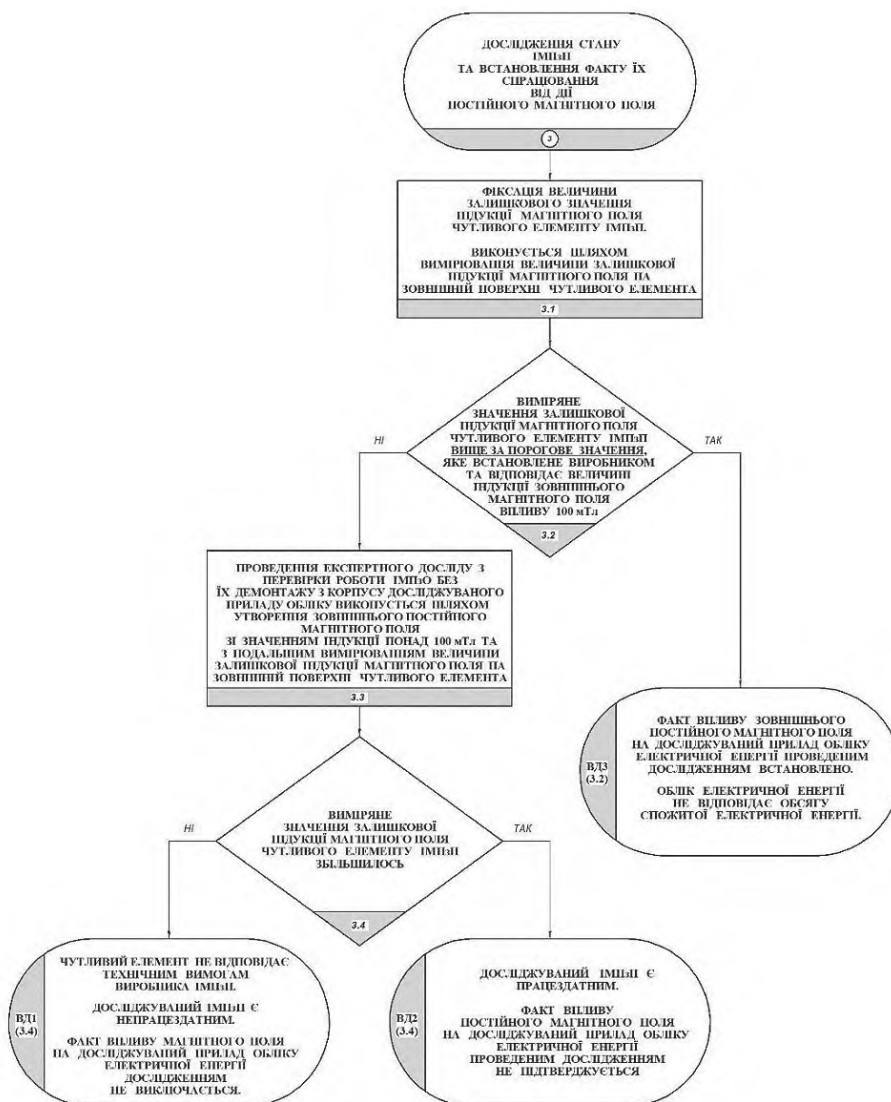 ДОСЛІДЖЕННЯ СТАНУ
ІМПзП
ТА ВСТАНОВЛЕННЯ ФАКТУ ЇХ
СПРАЦЮВАННЯ
ВІД ДІЇ
ПОСТІЙНОГО МАГНІТНОГО ПОЛЯ
3
ФІКСАЦІЯ ВЕЛИЧИНИ
ЗАЛИШКОВОГО ЗНАЧЕННЯ
ІНДУКЦІЇ МАГНІТНОГО ПОЛЯ
ЧУТЛИВОГО ЕЛЕМЕНТУ ІМПзП.
ВИКОНУЄТЬСЯ ШЛЯХОМ
ВИМІРЮВАННЯ ВЕЛИЧИНИ ЗАЛИШКОВОЇ
ІНДУКЦІЇ МАГНІТНОГО ПОЛЯ НА
ЗОВНІШНІЙ ПОВЕРХНІ ЧУТЛИВОГО ЕЛЕМЕНТА
3.1
ВИМІРЯНЕ
ЗНАЧЕННЯ ЗАЛИШКОВОЇ
ІНДУКЦІЇ МАГНІТНОГО ПОЛЯ
ЧУТЛИВОГО ЕЛЕМЕНТУ ІМПзП
ВИЩЕ ЗА ПОРОГОВЕ ЗНАЧЕННЯ,
ЯКЕ ВСТАНОВЛЕНЕ ВИРОБНИКОМ
ТА ВІДПОВІДАЄ ВЕЛИЧИНІ
ІНДУКЦІЇ ЗОВНІШНЬОГО
МАГНІТНОГО ПОЛЯ
ВПЛИВУ 100 мТл
3.2
НІ
ТАК
ПРОВЕДЕННЯ ЕКСПЕРТНОГО ДОСЛІДУ З
ПЕРЕВІРКИ РОБОТИ ІМПзО БЕЗ
ЇХ ДЕМОНТАЖУ З КОРПУСУ ДОСЛІДЖУВАНОГО
ПРИЛАДУ ОБЛІКУ ВИКОНУЄТЬСЯ ШЛЯХОМ
УТВОРЕННЯ ЗОВНІШНЬОГО ПОСТІЙНОГО
МАГНІТНОГО ПОЛЯ
ЗІ ЗНАЧЕННЯМ ІНДУКЦІЇ ПОНАД 100 мТл ТА
З ПОДАЛЬШИМ ВИМІРЮВАННЯМ ВЕЛИЧИНИ
ЗАЛИШКОВОЇ ІНДУКЦІЇ МАГНІТНОГО ПОЛЯ НА
ЗОВНІШНІЙ ПОВЕРХНІ ЧУТЛИВОГО ЕЛЕМЕНТА
3.3
ВД3
(3.2)
ФАКТ ВПЛИВУ ЗОВНІШНЬОГО
ПОСТІЙНОГО МАГНІТНОГО ПОЛЯ
НА ДОСЛІДЖУВАНИЙ ПРИЛАД ОБЛІКУ
ЕЛЕКТРИЧНОЇ ЕНЕРГІЇ ПРОВЕДЕНИМ
ДОСЛІДЖЕННЯМ ВСТАНОВЛЕНО.
ОБЛІК ЕЛЕКТРИЧНОЇ ЕНЕРГІЇ
НЕ ВІДПОВІДАЄ ОБСЯГУ
СПОЖИТОЇ ЕЛЕКТРИЧНОЇ ЕНЕРГІЇ.
ВИМІРЯНЕ
ЗНАЧЕННЯ ЗАЛИШКОВОЇ
ІНДУКЦІЇ МАГНІТНОГО ПОЛЯ
ЧУТЛИВОГО ЕЛЕМЕНТУ ІМПзП
ЗБІЛЬШИЛОСЬ
3.4
НІ
ТАК
ВД1
(3.4)
ЧУТЛИВИЙ ЕЛЕМЕНТ НЕ ВІДПОВІДАЄ
ТЕХНІЧНИМ ВИМОГАМ
ВИРОБНИКА ІМПзП.
ДОСЛІДЖУВАНИЙ ІМПзП Є
НЕПРАЦЕЗДАТНИМ.
ФАКТ ВПЛИВУ МАГНІТНОГО ПОЛЯ
НА ДОСЛІДЖУВАНИЙ ПРИЛАД ОБЛІКУ
ЕЛЕКТРИЧНОЇ ЕНЕРГІЇ
ДОСЛІДЖЕННЯМ
НЕ ВИКЛЮЧАЄТЬСЯ.
ВД2
(3.4)
ДОСЛІДЖУВАНИЙ ІМПзП Є
ПРАЦЕЗДАТНИМ.
ФАКТ ВПЛИВУ
ПОСТІЙНОГО МАГНІТНОГО ПОЛЯ
НА ДОСЛІДЖУВАНИЙ ПРИЛАД ОБЛІКУ
ЕЛЕКТРИЧНОЇ ЕНЕРГІЇ
ПРОВЕДЕНИМ ДОСЛІДЖЕННЯМ
НЕ ПІДТВЕРДЖУЄТЬСЯ